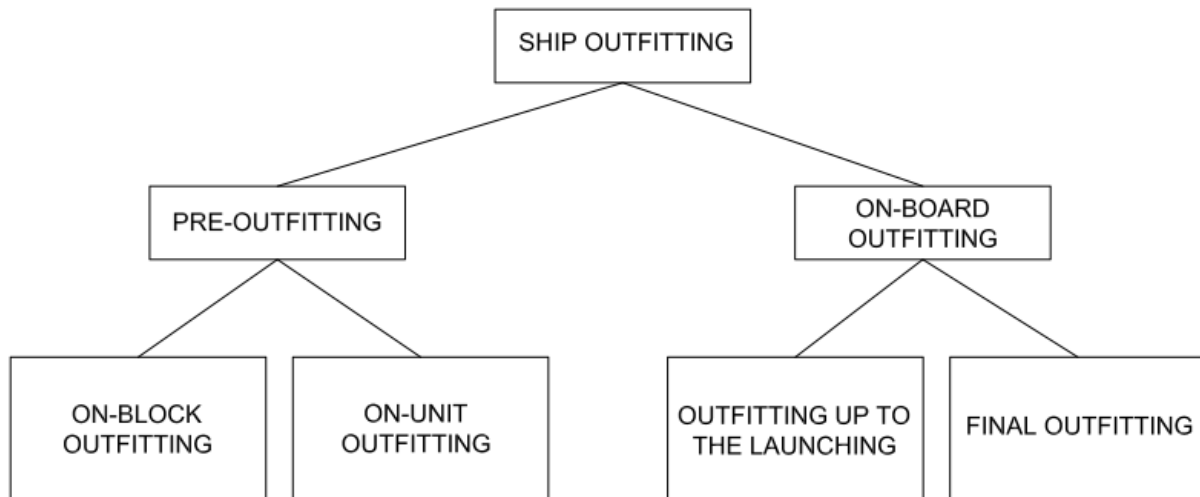 SHIP OUTFITTING
PRE-OUTFITTING
ON-BOARD
OUTFITTING
ON-BLOCK
OUTFITTING
ON-UNIT
OUTFITTING
OUTFITTING UP TO
THE LAUNCHING
FINAL OUTFITTING